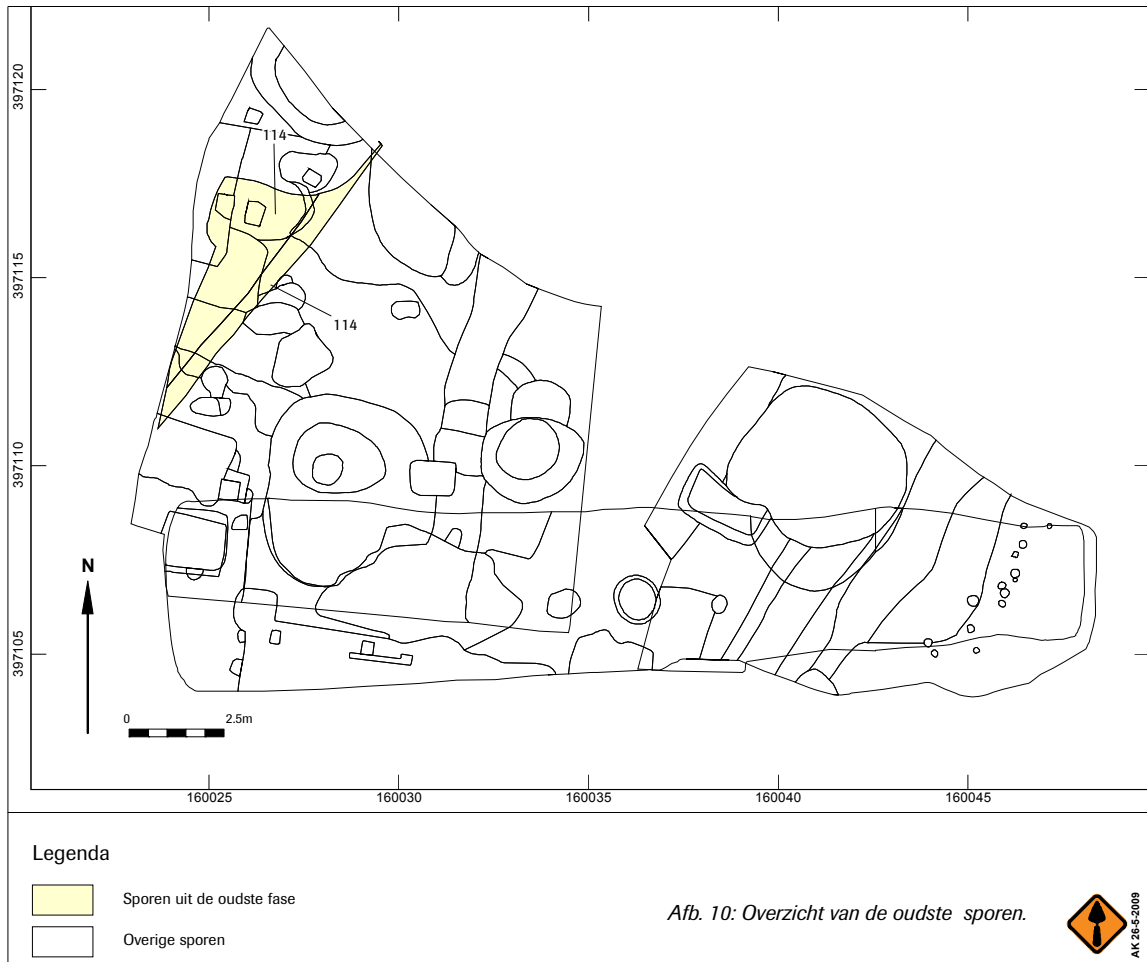 397120
397115
397110
397105
114
114
N
0 2.5m
160025 160030 160035 160040 160045
Legenda
Sporen uit de oudste fase
Overige sporen
Afb. 10: Overzicht van de oudste sporen.
AK 26-5-2009